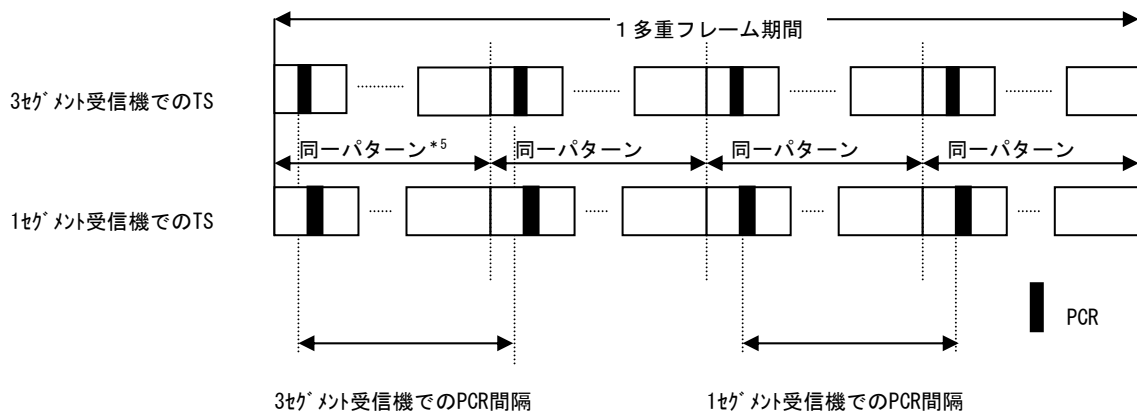 1多重フレーム期間
3ｾｸﾞﾒﾝﾄ受信機でのTS
同一パターン*5 同一パターン 同一パターン 同一パターン
1ｾｸﾞﾒﾝﾄ受信機でのTS
PCR
3ｾｸﾞﾒﾝﾄ受信機でのPCR間隔 1ｾｸﾞﾒﾝﾄ受信機でのPCR間隔